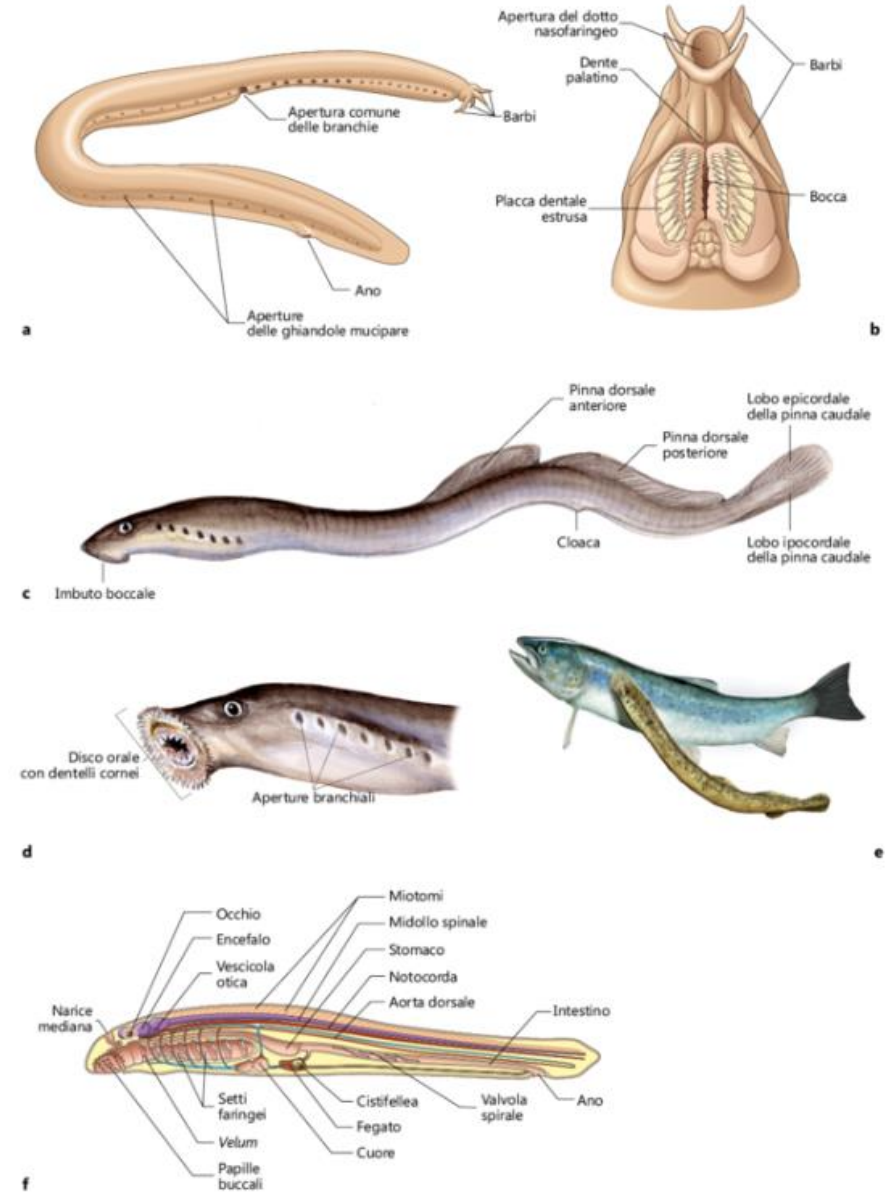 Apertura comune
delle branchie
Barbi
Ano
Aperture
delle ghiandole mucipare
a
Apertura del dotto
nasofaringeo
Dente
palatino
Barbi
Placca dentale
estrusa
Bocca
b
Pinna dorsale
anteriore
Pinna dorsale
posteriore
Lobo epicordale
della pinna caudale
Cloaca
Lobo ipocordale
della pinna caudale
c
Imbuto boccale
Disco orale
con dentelli cornei
Aperture branchiali
d
e
Occhio
Encefalo
Vescicola
otica
Narice
mediana
Miotomi
Midollo spinale
Stomaco
Notocorda
Aorta dorsale
Intestino
Setti
faringei
Velum
Papille
buccali
Cistifellea
Fegato
Cuore
Valvola
spirale
Ano
f